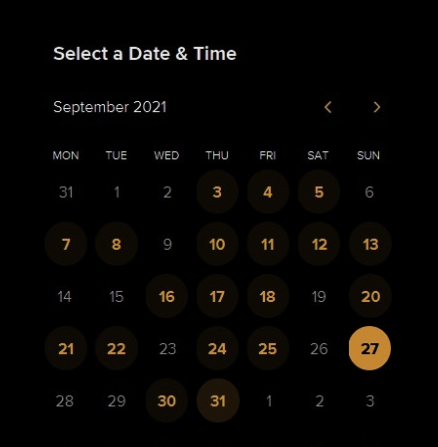 Select a Date & Time
September 2021
MON TUE WED THU FRI SAT SUN
31 1 2 3 4 5 6
7 8 9 10 11 12 13
14 15 16 17 18 19 20
21 22 23 24 25 26 27
28 29 30 31 1 2 3